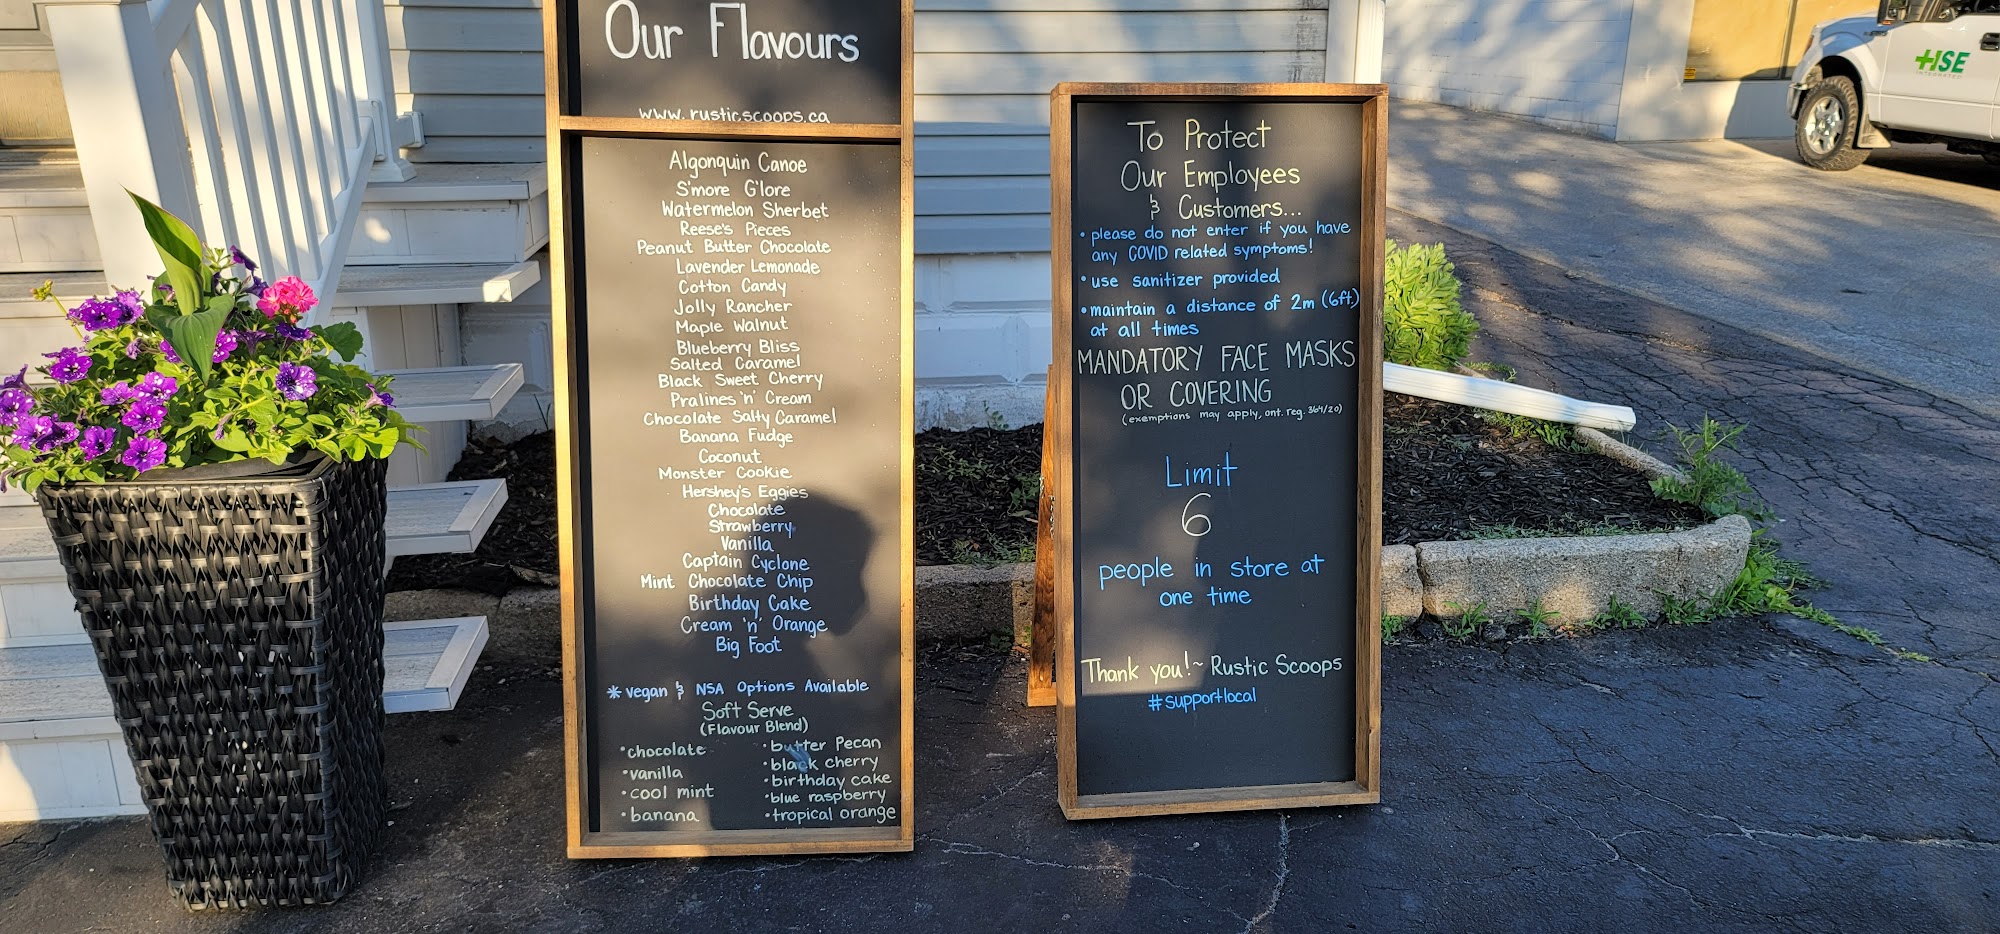 Our Flavours
www.rusticscoops.ca
Algonquin Canoe
S'more G'lore
Watermelon Sherbet
Reese's Pieces
Peanut Butter Chocolate
Lavender Lemonade
Cotton Candy
Jolly Rancher
Maple Walnut
Blueberry Bliss
Salted Caramel
Black Sweet Cherry
Pralines 'n' Cream
Chocolate Salty Caramel
Banana Fudge
Coconut
Monster Cookie
Hershey's Eggies
Chocolate
Strawberry
Vanilla
Captain Cyclone
Mint Chocolate Chip
Birthday Cake
Cream 'n' Orange
Big Foot
* vegan & NSA Options Available
Soft Serve
(Flavour Blend)
• chocolate
• vanilla
• cool mint
• banana
• butter Pecan
• black cherry
• birthday cake
• blue raspberry
• tropical orange
To Protect
Our Employees
& Customers...
• please do not enter if you have
any COVID related symptoms!
• use sanitizer provided
• maintain a distance of 2m (6ft)
at all times
MANDATORY FACE MASKS
OR COVERING
(exemptions may apply, ont. reg. 364/20)
Limit
6
people in store at
one time
Thank you! ~ Rustic Scoops
#supportlocal
HSE
INTEGRATED